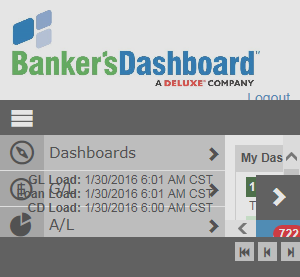 Banker'sDashboard™
A DELUXE® COMPANY
Logout
Dashboards
My Das
GL Load: 1/30/2016 6:01 AM CST
G/L
Loan Load: 1/30/2016 6:01 AM CST
CD Load: 1/30/2016 6:00 AM CST
A/L
1
T
722